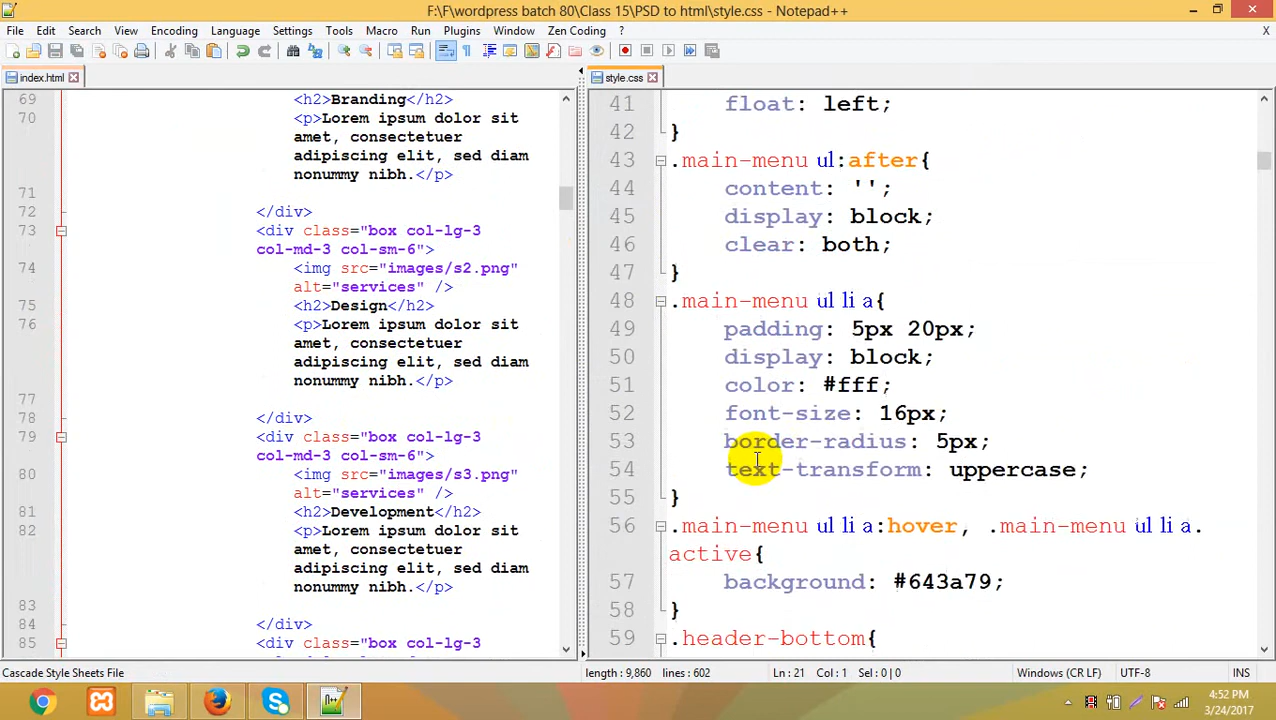 F:\F\wordpress batch 80\Class 15\PSD to html\style.css - Notepad++
File Edit Search View Encoding Language Settings Tools Macro Run Plugins Window Zen Coding ? X
index.html
69 <h2>Branding</h2>
70 <p>Lorem ipsum dolor sit
amet, consectetuer
adipiscing elit, sed diam
nonummy nibh.</p>
71
72 </div>
73 <div class="box col-lg-3
col-md-3 col-sm-6">
74 <img src="images/s2.png"
alt="services" />
75 <h2>Design</h2>
76 <p>Lorem ipsum dolor sit
amet, consectetuer
adipiscing elit, sed diam
nonummy nibh.</p>
77
78 </div>
79 <div class="box col-lg-3
col-md-3 col-sm-6">
80 <img src="images/s3.png"
alt="services" />
81 <h2>Development</h2>
82 <p>Lorem ipsum dolor sit
amet, consectetuer
adipiscing elit, sed diam
nonummy nibh.</p>
83
84 </div>
85 <div class="box col-lg-3
style.css
41 float: left;
42 }
43 .main-menu ul:after{
44 content: '';
45 display: block;
46 clear: both;
47 }
48 .main-menu ul li a{
49 padding: 5px 20px;
50 display: block;
51 color: #fff;
52 font-size: 16px;
53 border-radius: 5px;
54 text-transform: uppercase;
55 }
56 .main-menu ul li a:hover, .main-menu ul li a.
active{
57 background: #643a79;
58 }
59 .header-bottom{
Cascade Style Sheets File length : 9,860 lines : 602 Ln : 21 Col : 1 Sel : 0 | 0 Windows (CR LF) UTF-8 INS
4:52 PM
3/24/2017